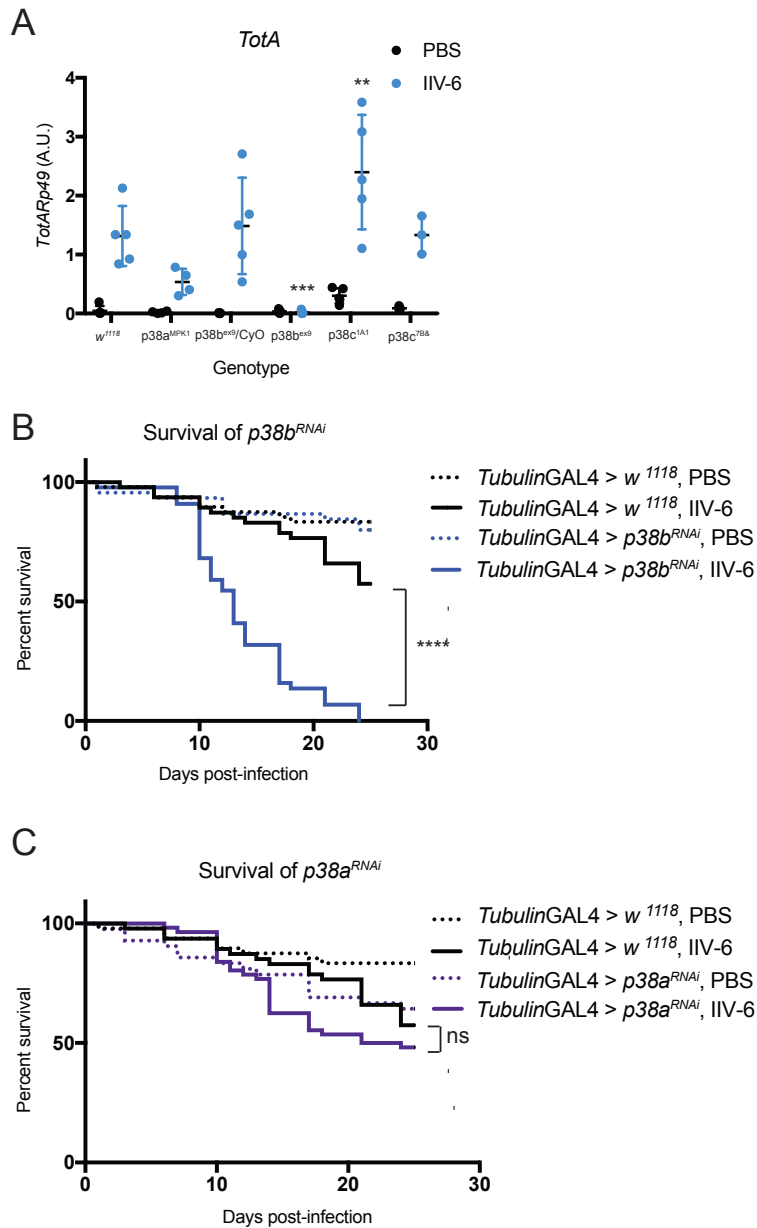 A
TotA
PBS
IIV-6
**
4
3
2
1
0
TotARp49 (A.U.)
***
w1118 p38aMPK1 p38bex9/CyO p38bex9 p38c1A1 p38c7B&
Genotype
B
Survival of p38bRNAi
TubulinGAL4 > w 1118, PBS
TubulinGAL4 > w 1118, IIV-6
TubulinGAL4 > p38bRNAi, PBS
TubulinGAL4 > p38bRNAi, IIV-6
100
50
0
Percent survival
****
0 10 20 30
Days post-infection
C
Survival of p38aRNAi
TubulinGAL4 > w 1118, PBS
TubulinGAL4 > w 1118, IIV-6
TubulinGAL4 > p38aRNAi, PBS
TubulinGAL4 > p38aRNAi, IIV-6
100
50
0
Percent survival
ns
0 10 20 30
Days post-infection